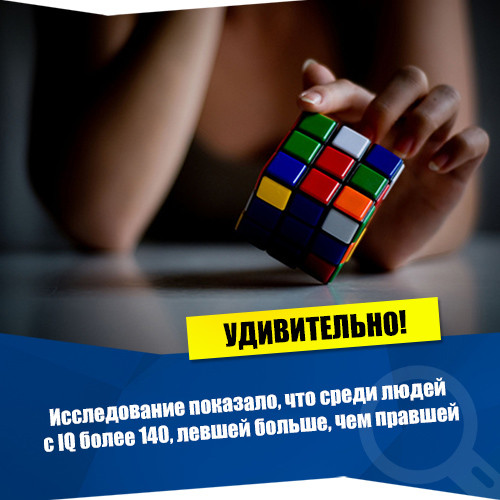 УДИВИТЕЛЬНО!
Исследование показало, что среди людей
с IQ более 140, левшей больше, чем правшей